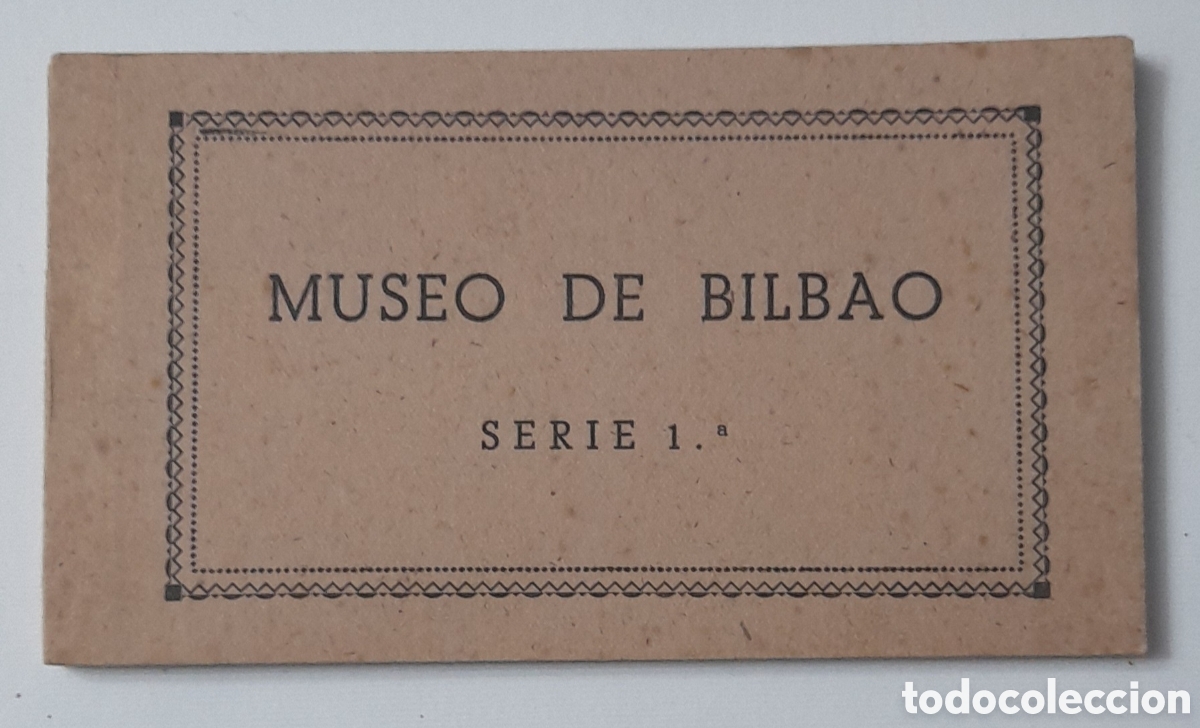 MUSEO DE BILBAO
SERIE 1.ª
todocoleccion